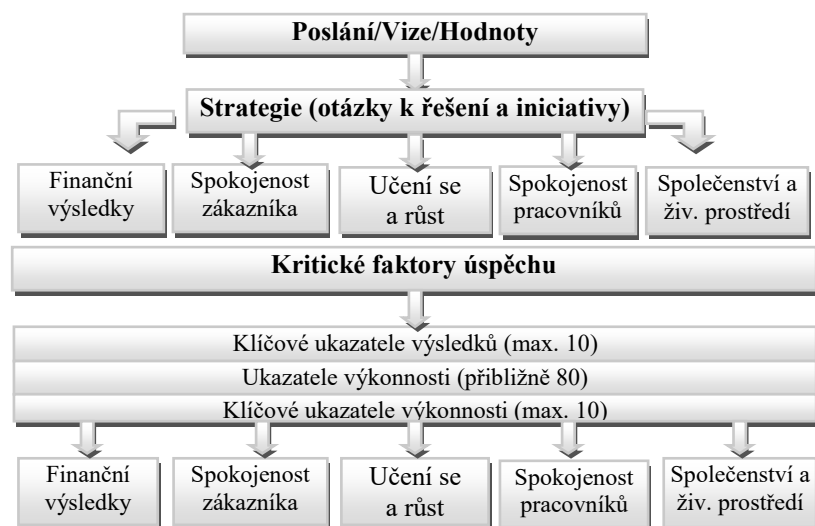 Poslání/Vize/Hodnoty
Strategie (otázky k řešení a iniciativy)
Finanční
výsledky
Spokojenost
zákazníka
Učení se
a růst
Spokojenost
pracovníků
Společenství a
živ. prostředí
Kritické faktory úspěchu
Klíčové ukazatele výsledků (max. 10)
Ukazatele výkonnosti (přibližně 80)
Klíčové ukazatele výkonnosti (max. 10)
Finanční
výsledky
Spokojenost
zákazníka
Učení se
a růst
Spokojenost
pracovníků
Společenství a
živ. prostředí